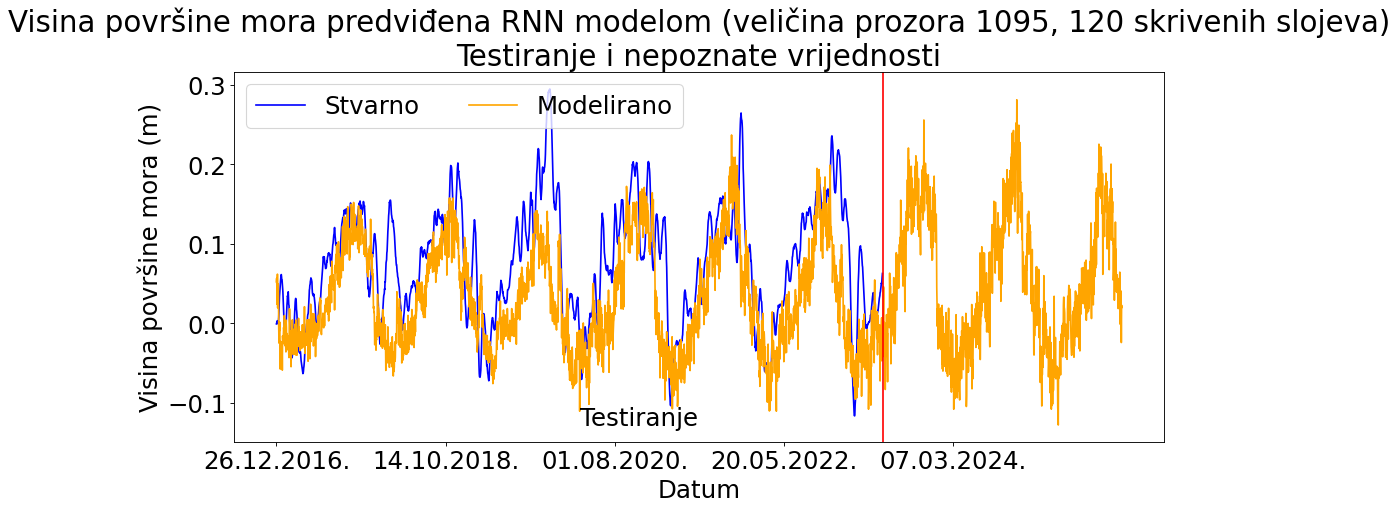 Visina površine mora predviđena RNN modelom (veličina prozora 1095, 120 skrivenih slojeva)
Testiranje i nepoznate vrijednosti
Stvarno
Modelirano
0.3
0.2
0.1
0.0
−0.1
Visina površine mora (m)
Testiranje
26.12.2016.
14.10.2018.
01.08.2020.
20.05.2022.
07.03.2024.
Datum